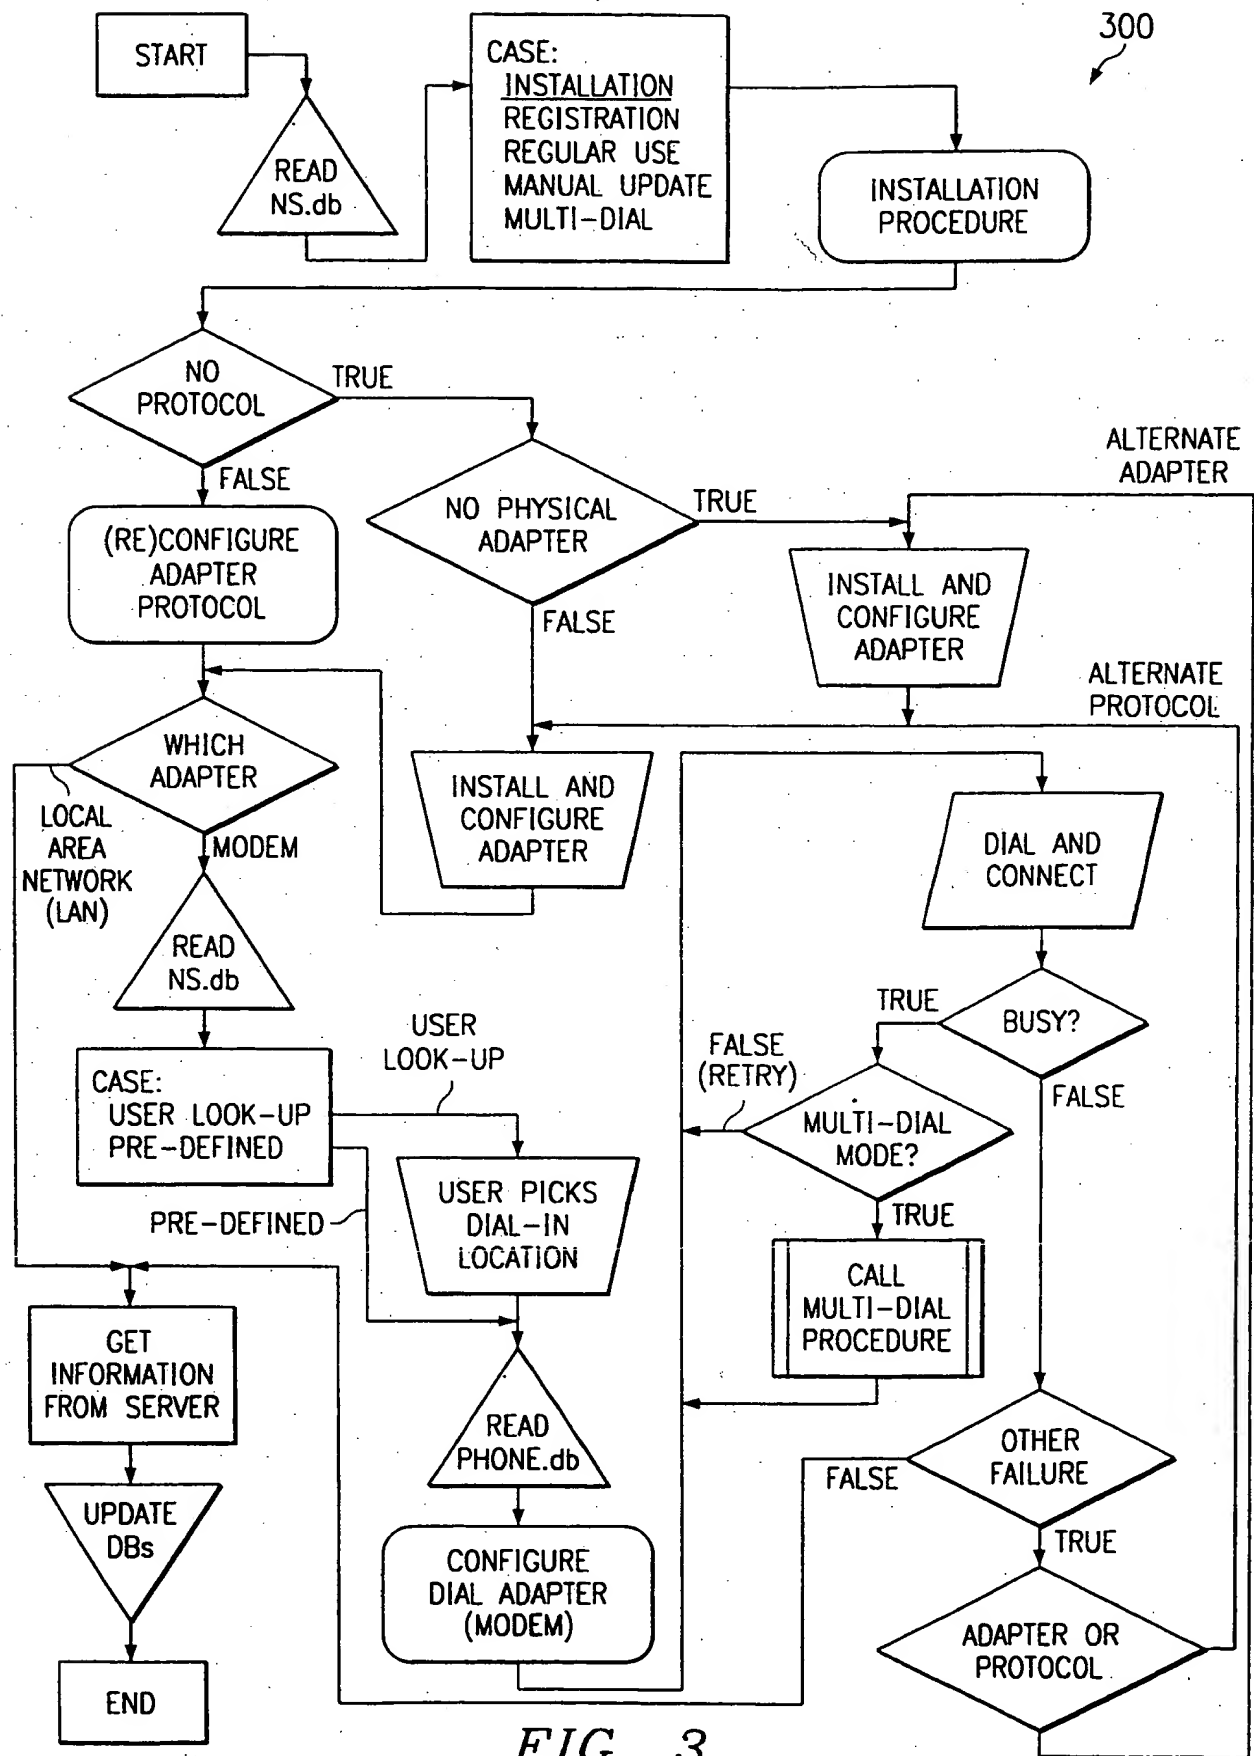 300
START
READ
NS.db
CASE:
INSTALLATION
REGISTRATION
REGULAR USE
MANUAL UPDATE
MULTI-DIAL
INSTALLATION
PROCEDURE
NO
PROTOCOL
TRUE
FALSE
NO PHYSICAL
ADAPTER
TRUE
FALSE
ALTERNATE
ADAPTER
(RE)CONFIGURE
ADAPTER
PROTOCOL
INSTALL AND
CONFIGURE
ADAPTER
ALTERNATE
PROTOCOL
WHICH
ADAPTER
LOCAL
AREA
NETWORK
(LAN)
MODEM
INSTALL AND
CONFIGURE
ADAPTER
DIAL AND
CONNECT
READ
NS.db
BUSY?
TRUE
FALSE
CASE:
USER LOOK-UP
PRE-DEFINED
USER
LOOK-UP
FALSE
(RETRY)
MULTI-DIAL
MODE?
TRUE
PRE-DEFINED
USER PICKS
DIAL-IN
LOCATION
CALL
MULTI-DIAL
PROCEDURE
GET
INFORMATION
FROM SERVER
READ
PHONE.db
OTHER
FAILURE
FALSE
TRUE
UPDATE
DBs
CONFIGURE
DIAL ADAPTER
(MODEM)
ADAPTER OR
PROTOCOL
END
FIG. 3